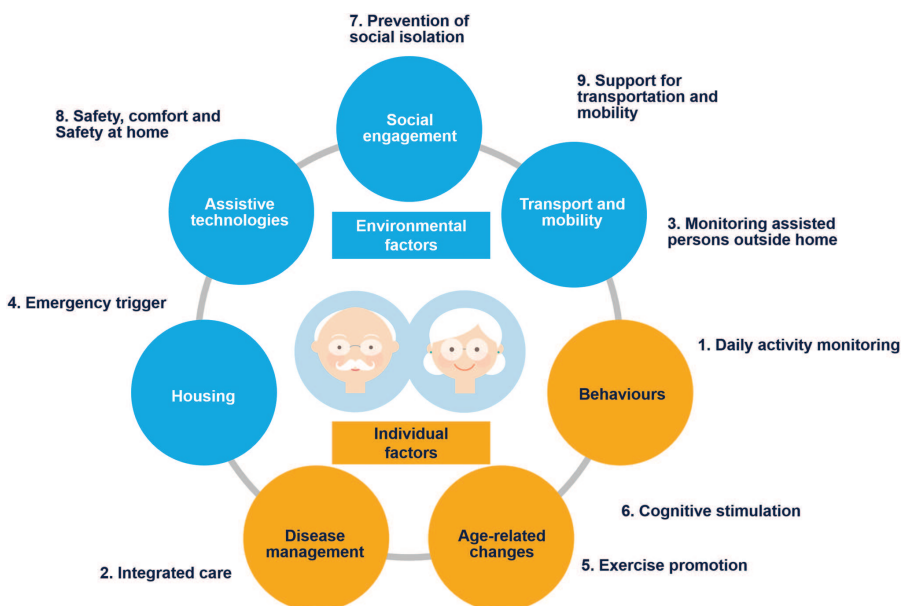 7. Prevention of
social isolation
9. Support for
transportation and
mobility
8. Safety, comfort and
Safety at home
Social
engagement
Assistive
technologies
Transport and
mobility
Environmental
factors
3. Monitoring assisted
persons outside home
4. Emergency trigger
1. Daily activity monitoring
Housing
Behaviours
Individual
factors
6. Cognitive stimulation
Disease
management
Age-related
changes
2. Integrated care
5. Exercise promotion